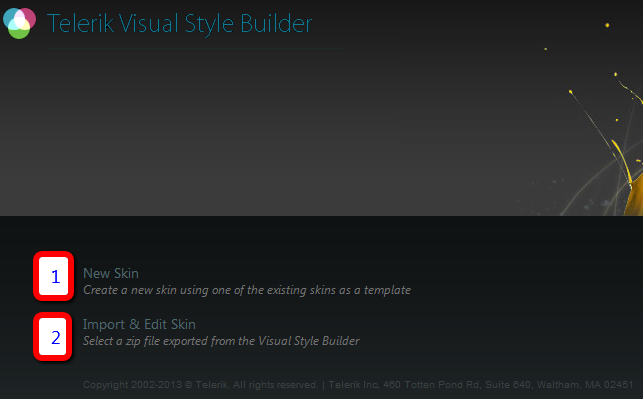 Telerik Visual Style Builder
1
New Skin
Create a new skin using one of the existing skins as a template
2
Import & Edit Skin
Select a zip file exported from the Visual Style Builder
Copyright 2002-2013 © Telerik. All rights reserved. | Telerik Inc. 460 Totten Pond Rd, Suite 640, Waltham, MA 02451